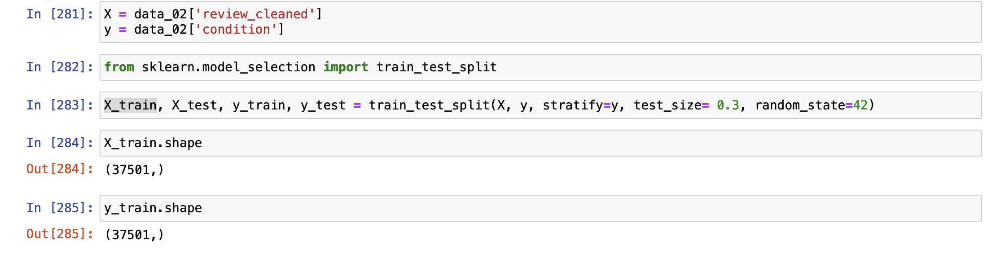 In [281]: X = data_02['review_cleaned']
y = data_02['condition']
In [282]: from sklearn.model_selection import train_test_split
In [283]: X_train, X_test, y_train, y_test = train_test_split(X, y, stratify=y, test_size= 0.3, random_state=42)
In [284]: X_train.shape
Out[284]: (37501,)
In [285]: y_train.shape
Out[285]: (37501,)